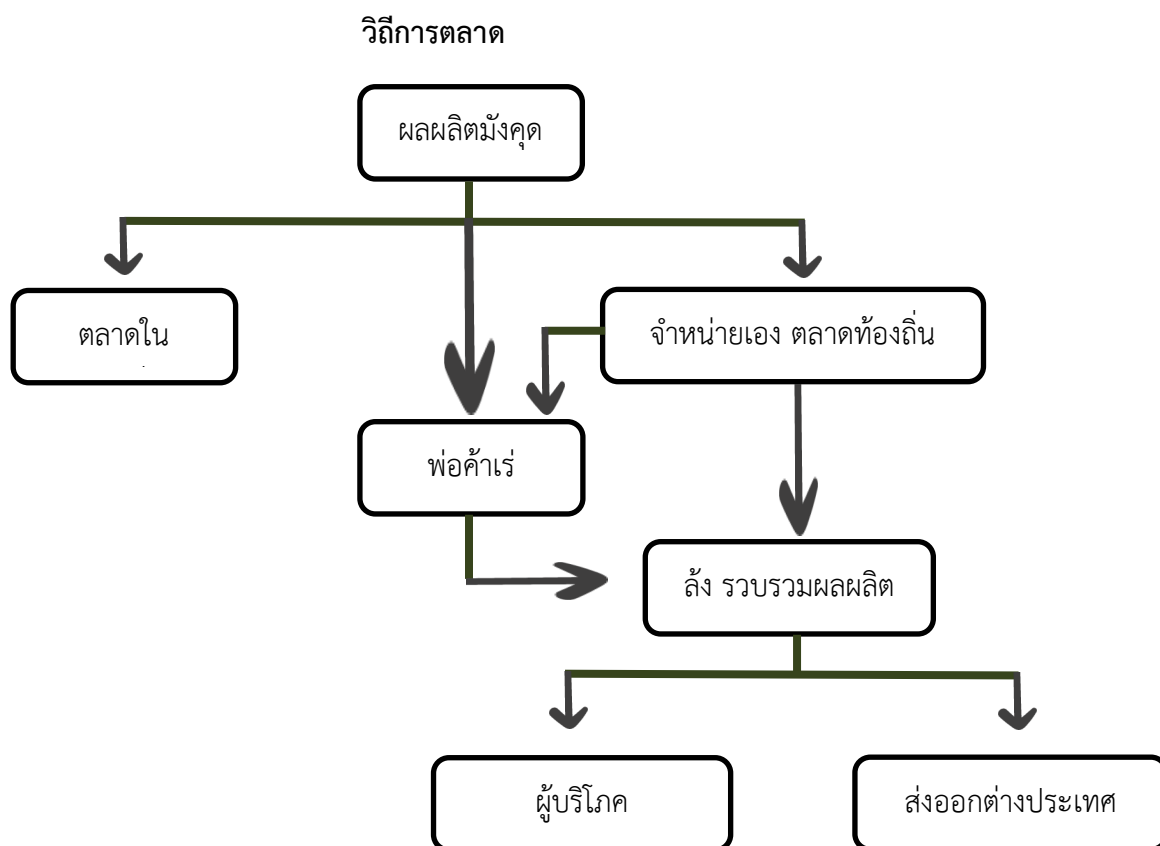 วิถีการตลาด
ผลผลิตมังคุด
ตลาดใน
จำหน่ายเอง ตลาดท้องถิ่น
พ่อค้าเร่
ล้ง รวบรวมผลผลิต
ผู้บริโภค
ส่งออกต่างประเทศ